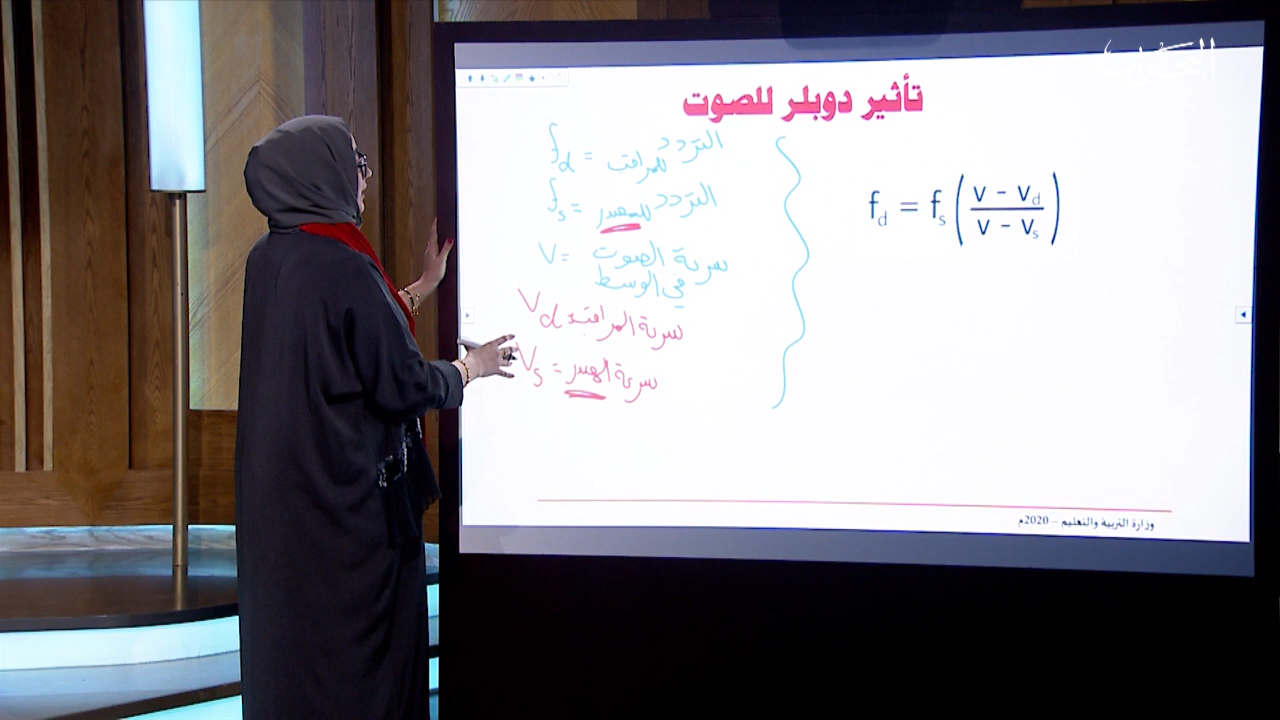 البحرين
تأثير دوبلر للصوت
f_d = التردد للمراقب
f_s = التردد للمصدر
V = سرعة الصوت
في الوسط
V_d = سرعة المراقب
V_s = سرعة المصدر
f_d = f_s ( (v - v_d) / (v - v_s) )
وزارة التربية والتعليم – 2020م